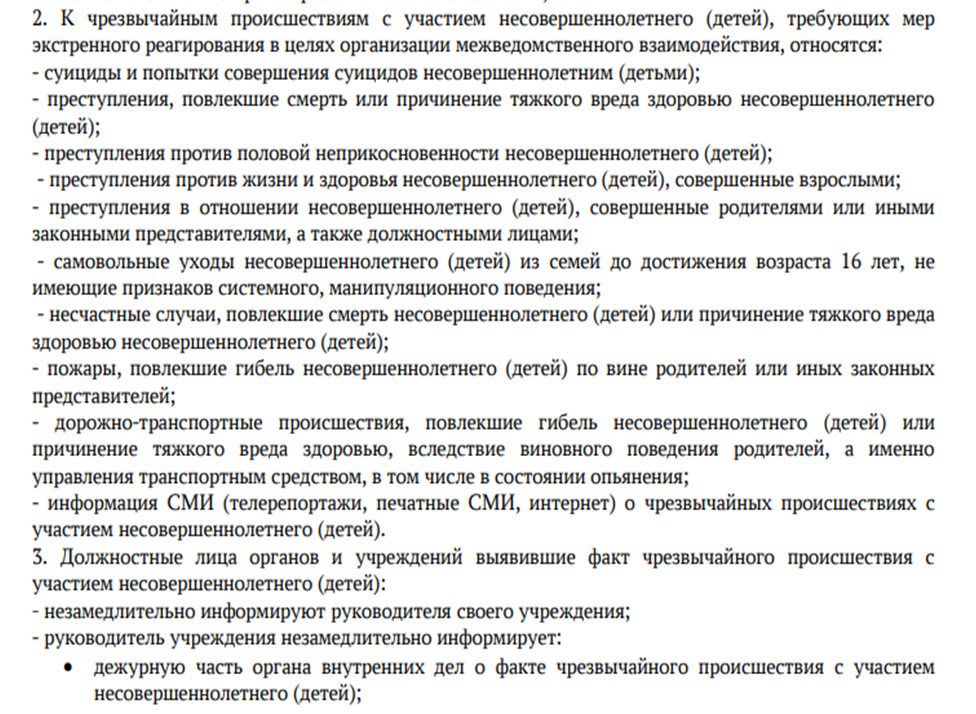 2. К чрезвычайным происшествиям с участием несовершеннолетнего (детей), требующих мер
экстренного реагирования в целях организации межведомственного взаимодействия, относятся:
- суициды и попытки совершения суицидов несовершеннолетним (детьми);
- преступления, повлекшие смерть или причинение тяжкого вреда здоровью несовершеннолетнего
(детей);
- преступления против половой неприкосновенности несовершеннолетнего (детей);
- преступления против жизни и здоровья несовершеннолетнего (детей), совершенные взрослыми;
- преступления в отношении несовершеннолетнего (детей), совершенные родителями или иными
законными представителями, а также должностными лицами;
- самовольные уходы несовершеннолетнего (детей) из семей до достижения возраста 16 лет, не
имеющие признаков системного, манипуляционного поведения;
- несчастные случаи, повлекшие смерть несовершеннолетнего (детей) или причинение тяжкого вреда
здоровью несовершеннолетнего (детей);
- пожары, повлекшие гибель несовершеннолетнего (детей) по вине родителей или иных законных
представителей;
- дорожно-транспортные происшествия, повлекшие гибель несовершеннолетнего (детей) или
причинение тяжкого вреда здоровью, вследствие виновного поведения родителей, а именно
управления транспортным средством, в том числе в состоянии опьянения;
- информация СМИ (телерепортажи, печатные СМИ, интернет) о чрезвычайных происшествиях с
участием несовершеннолетнего (детей).
3. Должностные лица органов и учреждений выявившие факт чрезвычайного происшествия с
участием несовершеннолетнего (детей):
- незамедлительно информируют руководителя своего учреждения;
- руководитель учреждения незамедлительно информирует:
• дежурную часть органа внутренних дел о факте чрезвычайного происшествия с участием
несовершеннолетнего (детей);